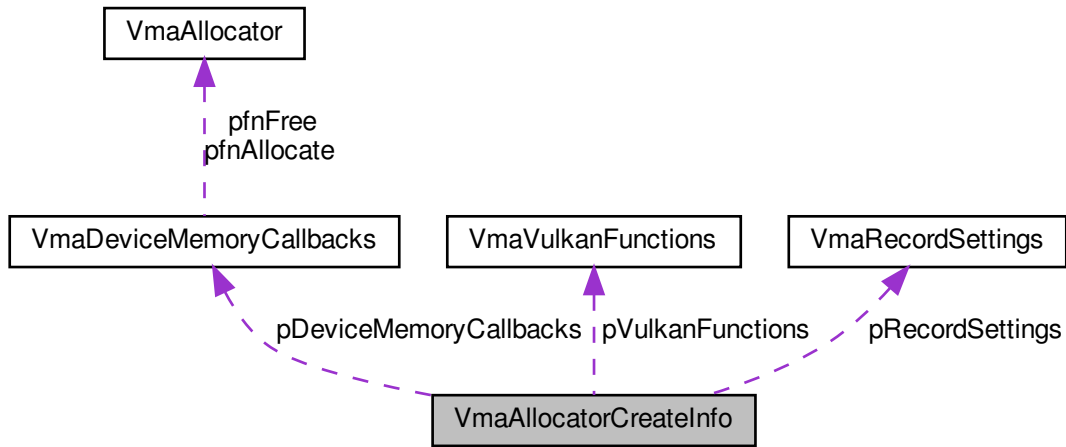 VmaAllocator
pfnFree
pfnAllocate
VmaDeviceMemoryCallbacks
VmaVulkanFunctions
VmaRecordSettings
pDeviceMemoryCallbacks
pVulkanFunctions
pRecordSettings
VmaAllocatorCreateInfo